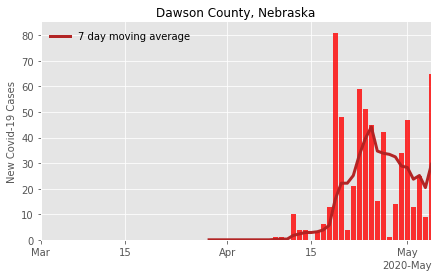 Dawson County, Nebraska
7 day moving average
New Covid-19 Cases
80
70
60
50
40
30
20
10
0
Mar
15
Apr
15
May
2020-May